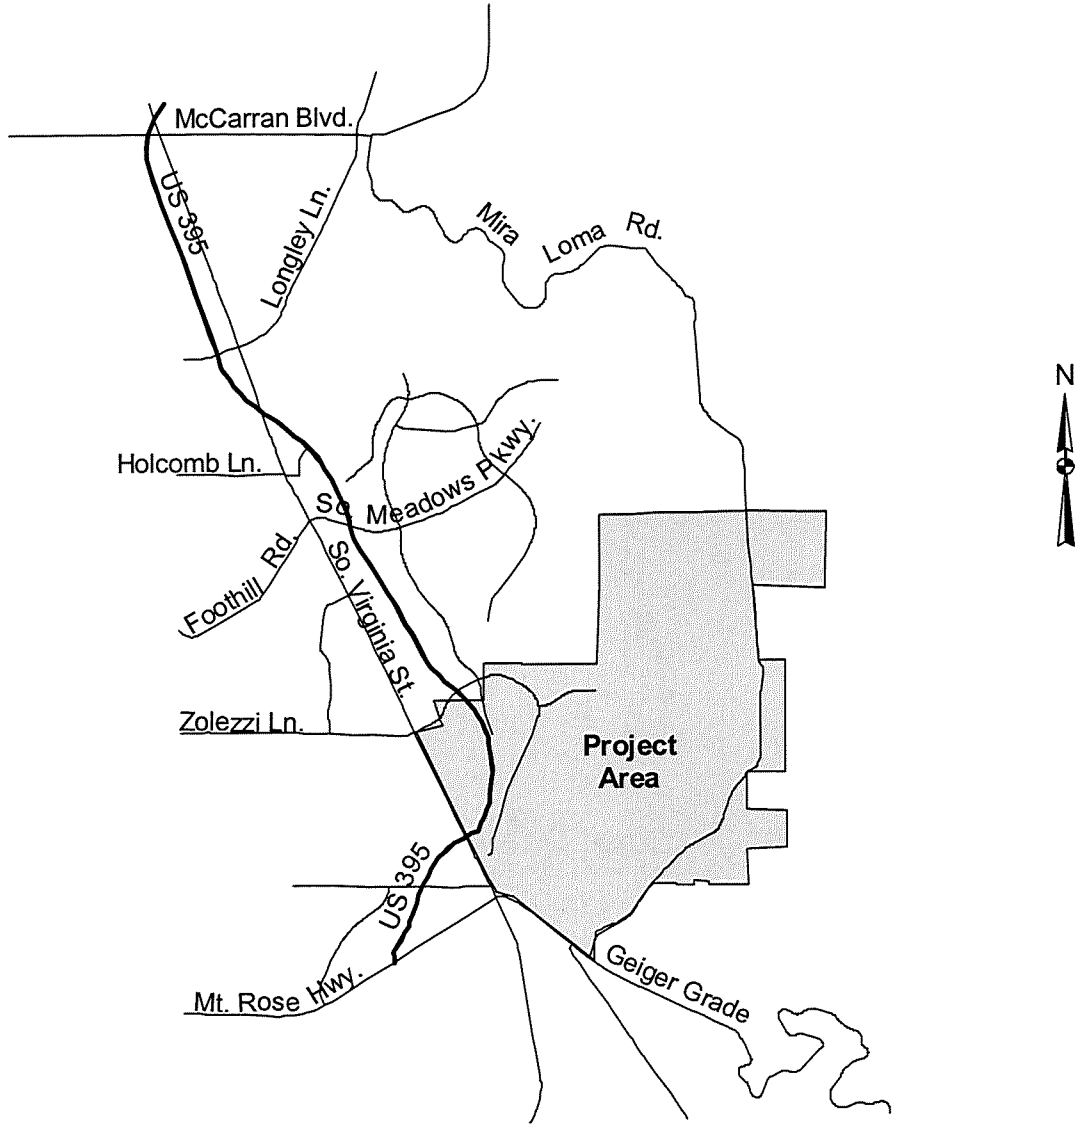 McCarran Blvd.
US 395
Longley Ln.
Mira Loma Rd.
N
Holcomb Ln.
So. Meadows Pkwy.
Foothill Rd.
So. Virginia St.
Zolezzi Ln.
Project
Area
US 395
Mt. Rose Hwy.
Geiger Grade